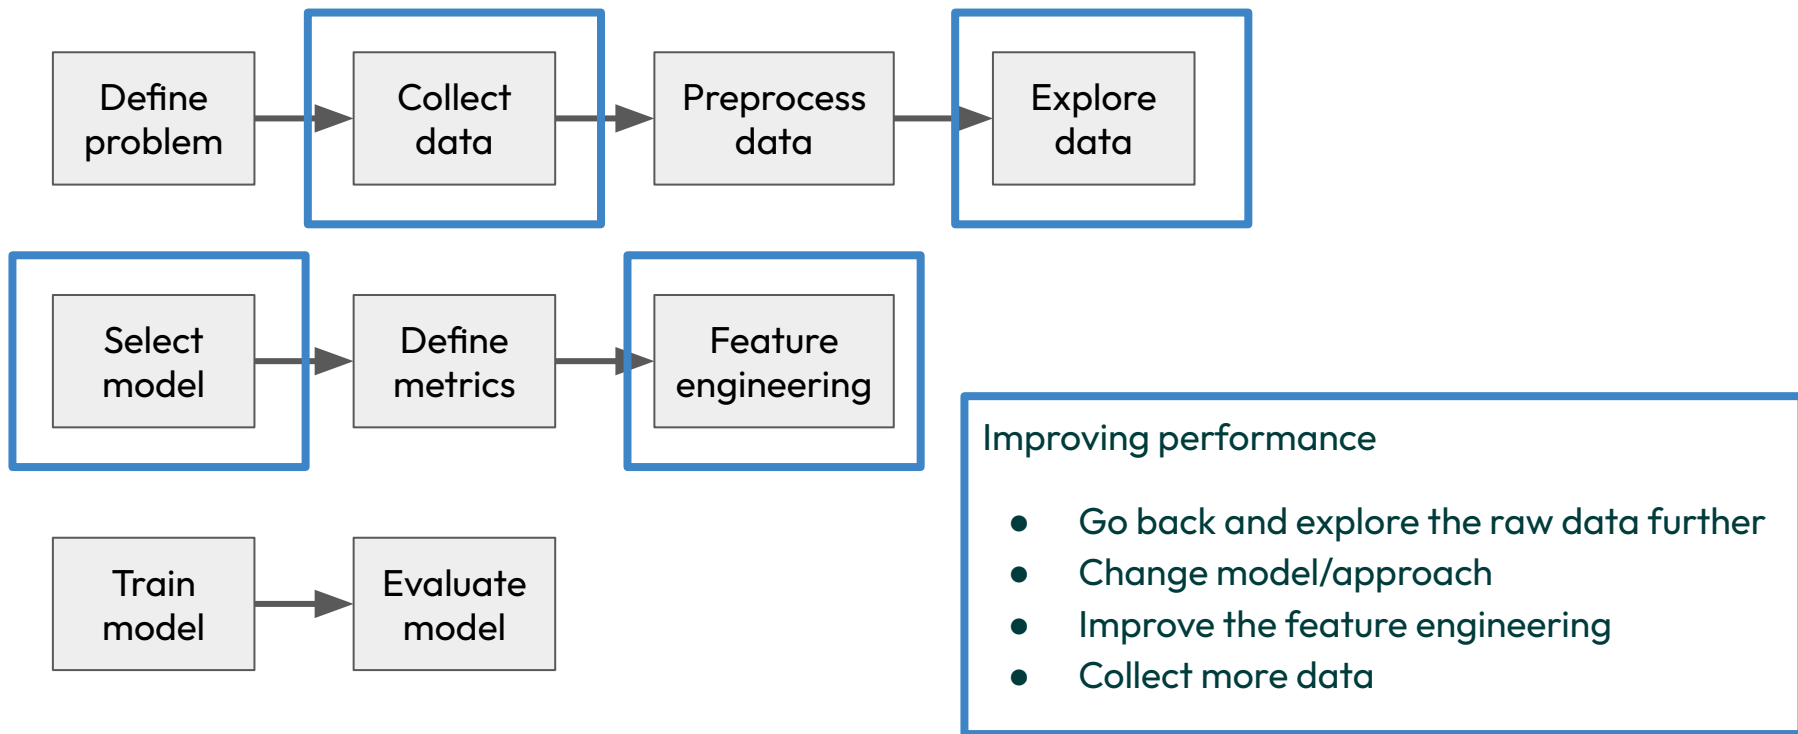 Define
problem
Collect
data
Preprocess
data
Explore
data
Select
model
Define
metrics
Feature
engineering
Train
model
Evaluate
model
Improving performance
● Go back and explore the raw data further
● Change model/approach
● Improve the feature engineering
● Collect more data